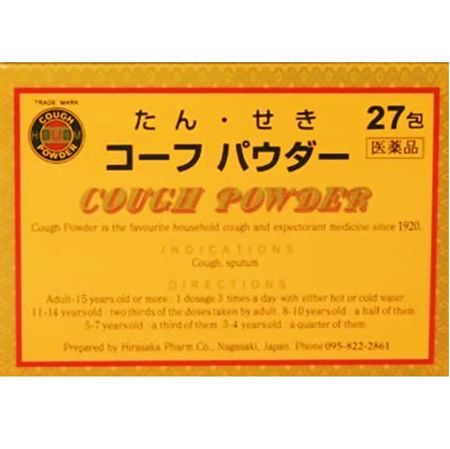 TRADE MARK
COUGH
POWDER
たん・せき
27包
コーフ パウダー
医薬品
COUGH POWDER
Cough Powder is the favourite household cough and expectorant medicine since 1920.
INDICATIONS
Cough, sputum.
DIRECTIONS
Adult-15 years old or more : 1 dosage 3 times a day with either hot or cold water.
11-14 years old : two thirds of the doses taken by adult. 8-10 years old : a half of them.
5-7 years old : a third of them. 3-4 years old : a quarter of them.
Prepared by Hirasaka Pharm.Co., Nagasaki, Japan. Phone 095-822-2861